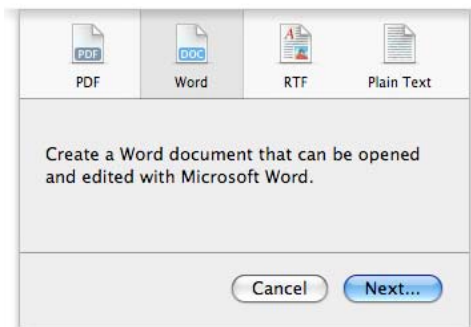 PDF
DOC
A
PDF Word RTF Plain Text
Create a Word document that can be opened
and edited with Microsoft Word.
Cancel Next...